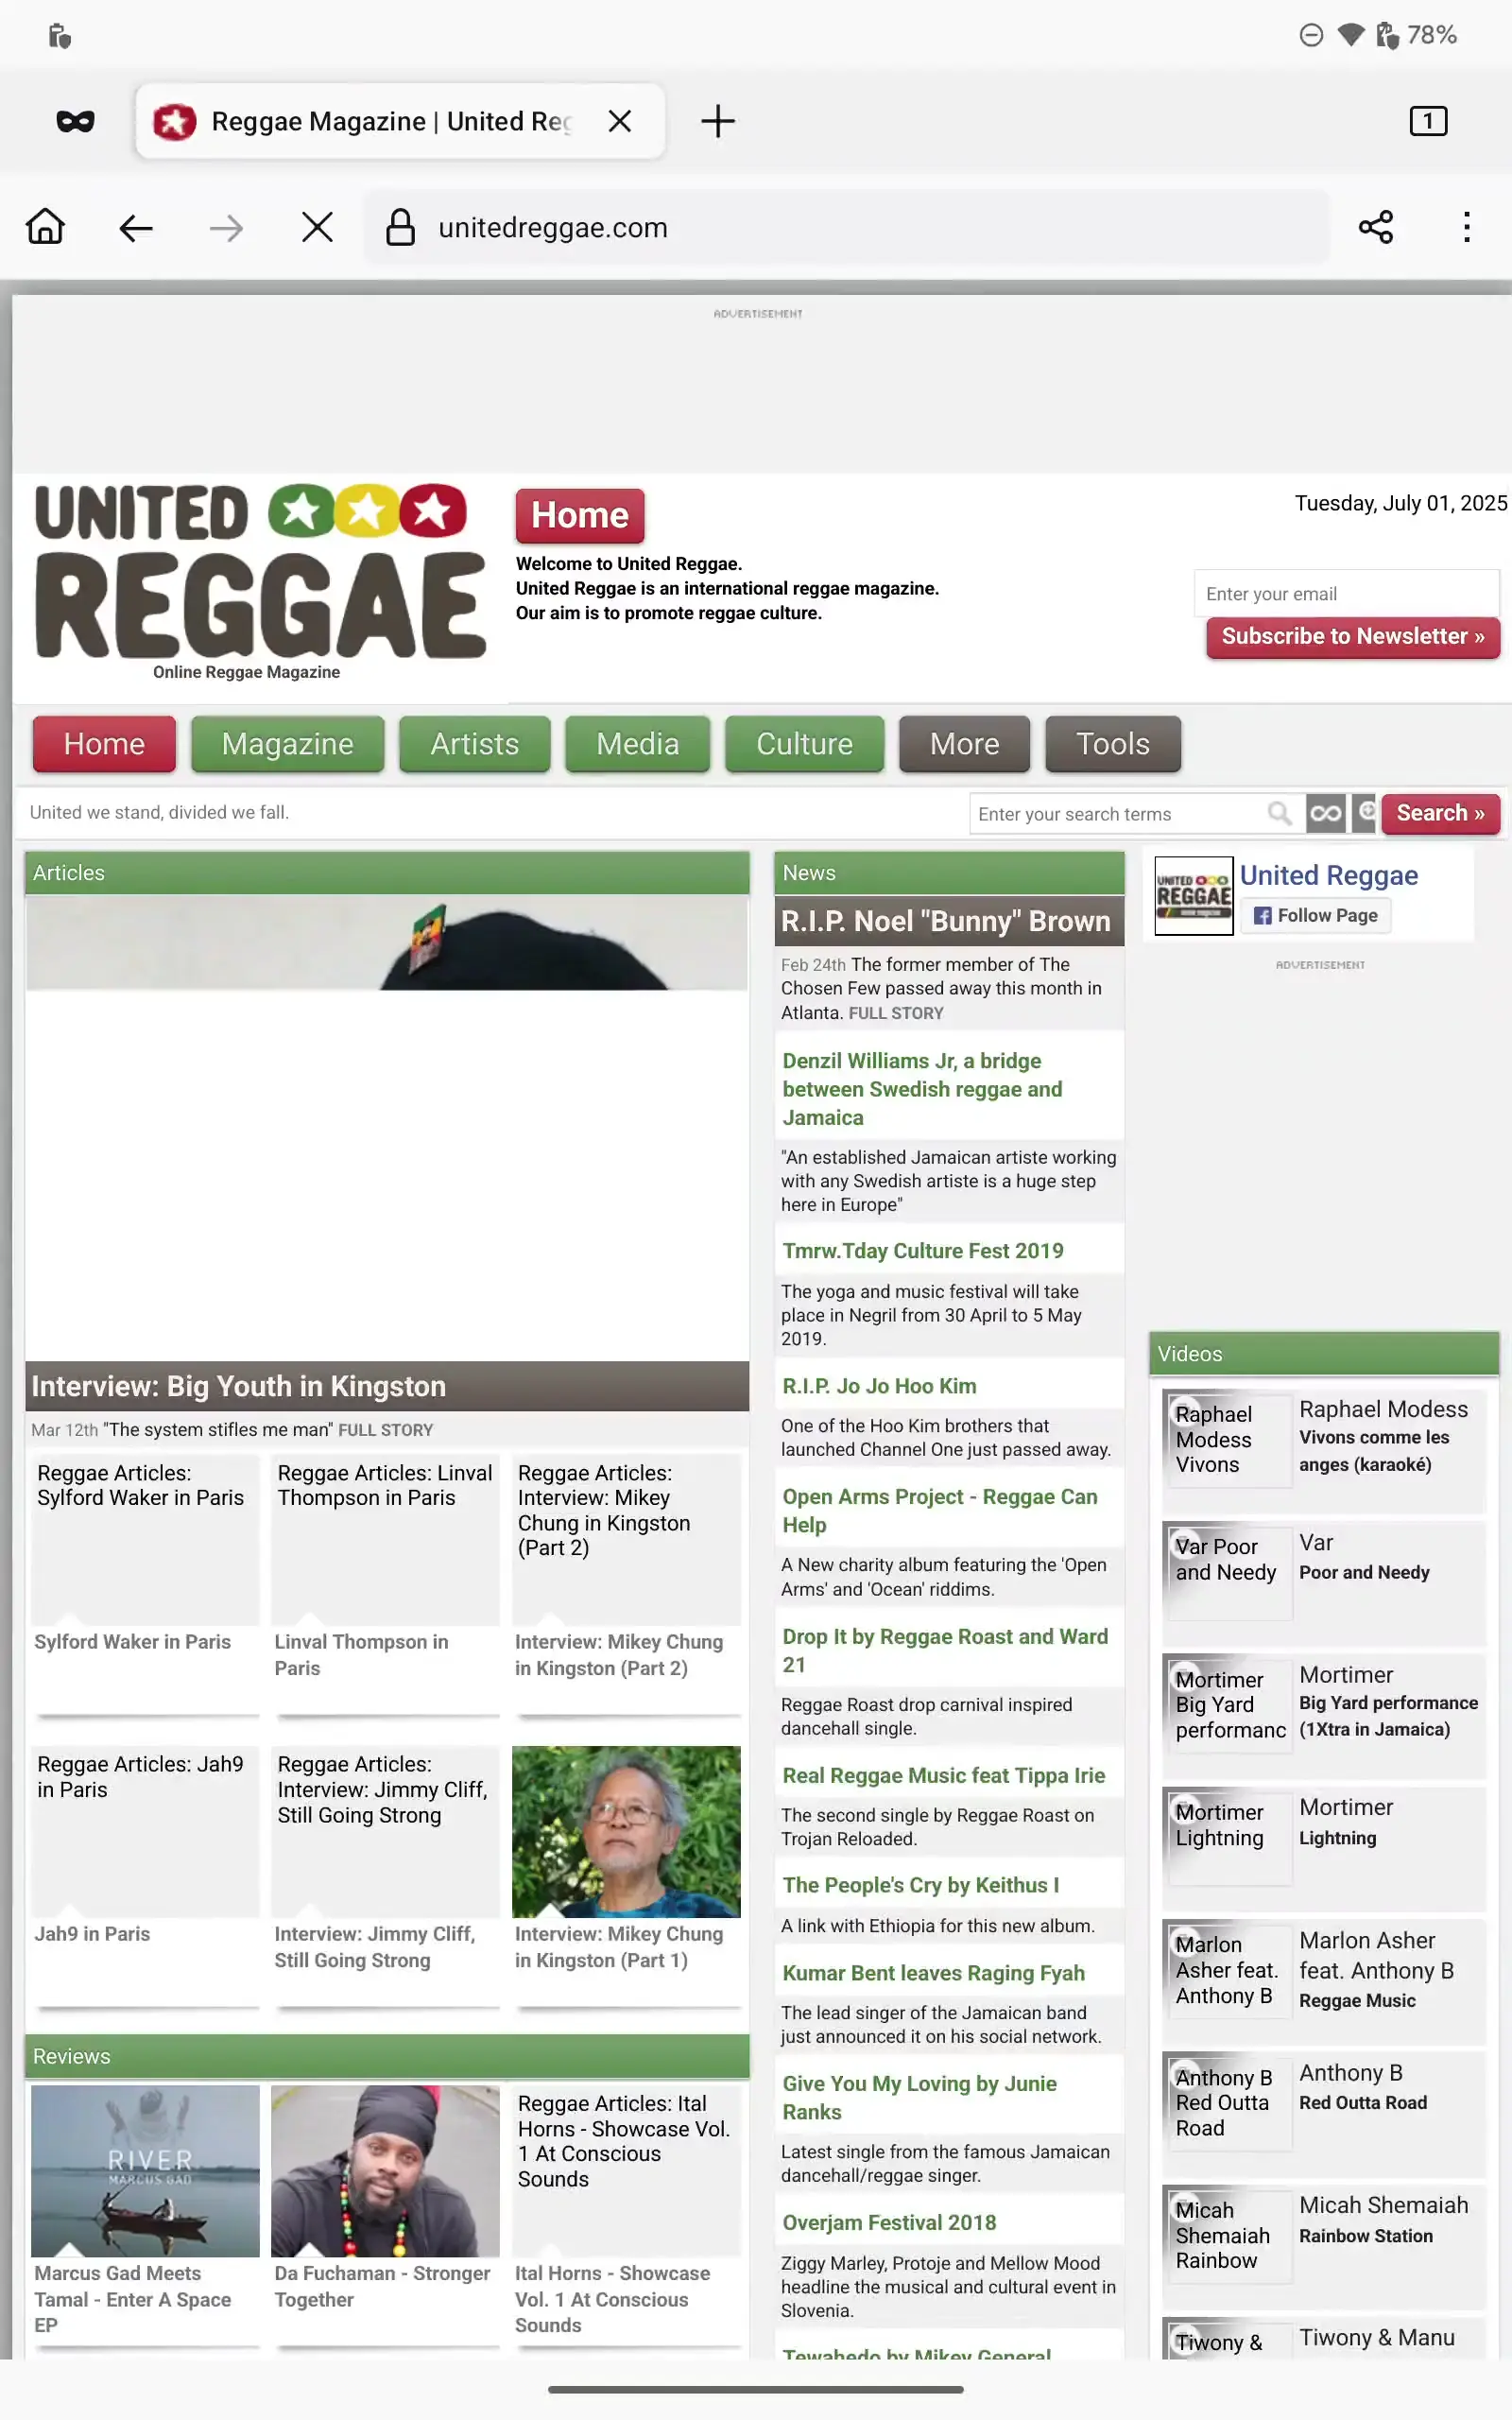 78%
Reggae Magazine | United Reg
1
unitedreggae.com
ADVERTISEMENT
UNITED
REGGAE
Online Reggae Magazine
Home
Welcome to United Reggae.
United Reggae is an international reggae magazine.
Our aim is to promote reggae culture.
Tuesday, July 01, 2025
Enter your email
Subscribe to Newsletter »
Home
Magazine
Artists
Media
Culture
More
Tools
United we stand, divided we fall.
Enter your search terms
Search »
Articles
Interview: Big Youth in Kingston
Mar 12th "The system stifles me man" FULL STORY
Reggae Articles:
Sylford Waker in Paris
Sylford Waker in Paris
Reggae Articles: Linval
Thompson in Paris
Linval Thompson in
Paris
Reggae Articles:
Interview: Mikey
Chung in Kingston
(Part 2)
Interview: Mikey Chung
in Kingston (Part 2)
Reggae Articles: Jah9
in Paris
Jah9 in Paris
Reggae Articles:
Interview: Jimmy Cliff,
Still Going Strong
Interview: Jimmy Cliff,
Still Going Strong
Interview: Mikey Chung
in Kingston (Part 1)
Reviews
RIVER
MARCUS GAD
Marcus Gad Meets
Tamal - Enter A Space
EP
Da Fuchaman - Stronger
Together
Reggae Articles: Ital
Horns - Showcase Vol.
1 At Conscious
Sounds
Ital Horns - Showcase
Vol. 1 At Conscious
Sounds
News
R.I.P. Noel "Bunny" Brown
Feb 24th The former member of The
Chosen Few passed away this month in
Atlanta. FULL STORY
Denzil Williams Jr, a bridge
between Swedish reggae and
Jamaica
"An established Jamaican artiste working
with any Swedish artiste is a huge step
here in Europe"
Tmrw.Tday Culture Fest 2019
The yoga and music festival will take
place in Negril from 30 April to 5 May
2019.
R.I.P. Jo Jo Hoo Kim
One of the Hoo Kim brothers that
launched Channel One just passed away.
Open Arms Project - Reggae Can
Help
A New charity album featuring the 'Open
Arms' and 'Ocean' riddims.
Drop It by Reggae Roast and Ward
21
Reggae Roast drop carnival inspired
dancehall single.
Real Reggae Music feat Tippa Irie
The second single by Reggae Roast on
Trojan Reloaded.
The People's Cry by Keithus I
A link with Ethiopia for this new album.
Kumar Bent leaves Raging Fyah
The lead singer of the Jamaican band
just announced it on his social network.
Give You My Loving by Junie
Ranks
Latest single from the famous Jamaican
dancehall/reggae singer.
Overjam Festival 2018
Ziggy Marley, Protoje and Mellow Mood
headline the musical and cultural event in
Slovenia.
Tewahedo by Mikey General
UNITED
REGGAE
United Reggae
Follow Page
ADVERTISEMENT
Videos
Raphael
Modess
Vivons
Raphael Modess
Vivons comme les
anges (karaoké)
Var Poor
and Needy
Var
Poor and Needy
Mortimer
Big Yard
performanc
Mortimer
Big Yard performance
(1Xtra in Jamaica)
Mortimer
Lightning
Mortimer
Lightning
Marlon
Asher feat.
Anthony B
Marlon Asher
feat. Anthony B
Reggae Music
Anthony B
Red Outta
Road
Anthony B
Red Outta Road
Micah
Shemaiah
Rainbow
Micah Shemaiah
Rainbow Station
Tiwony &
Tiwony & Manu